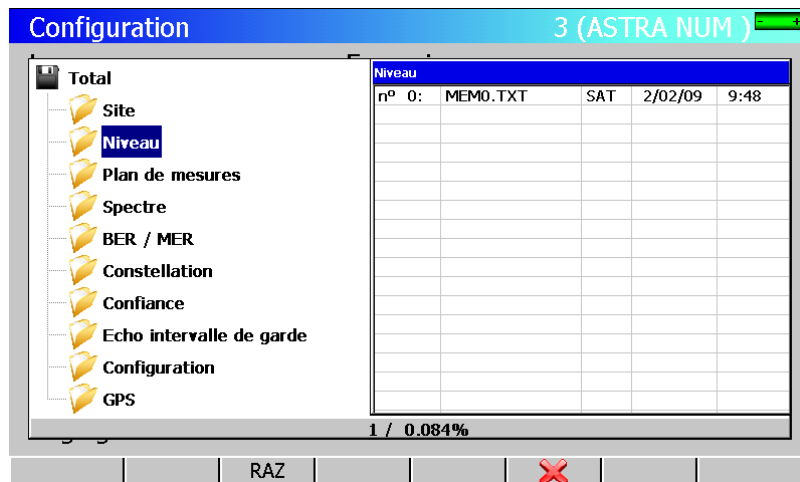 Configuration 3 (ASTRA NUM )
- +
Total
Site
Niveau
Plan de mesures
Spectre
BER / MER
Constellation
Confiance
Echo intervalle de garde
Configuration
GPS
Niveau
nº 0: MEM0.TXT SAT 2/02/09 9:48
1 / 0.084%
RAZ